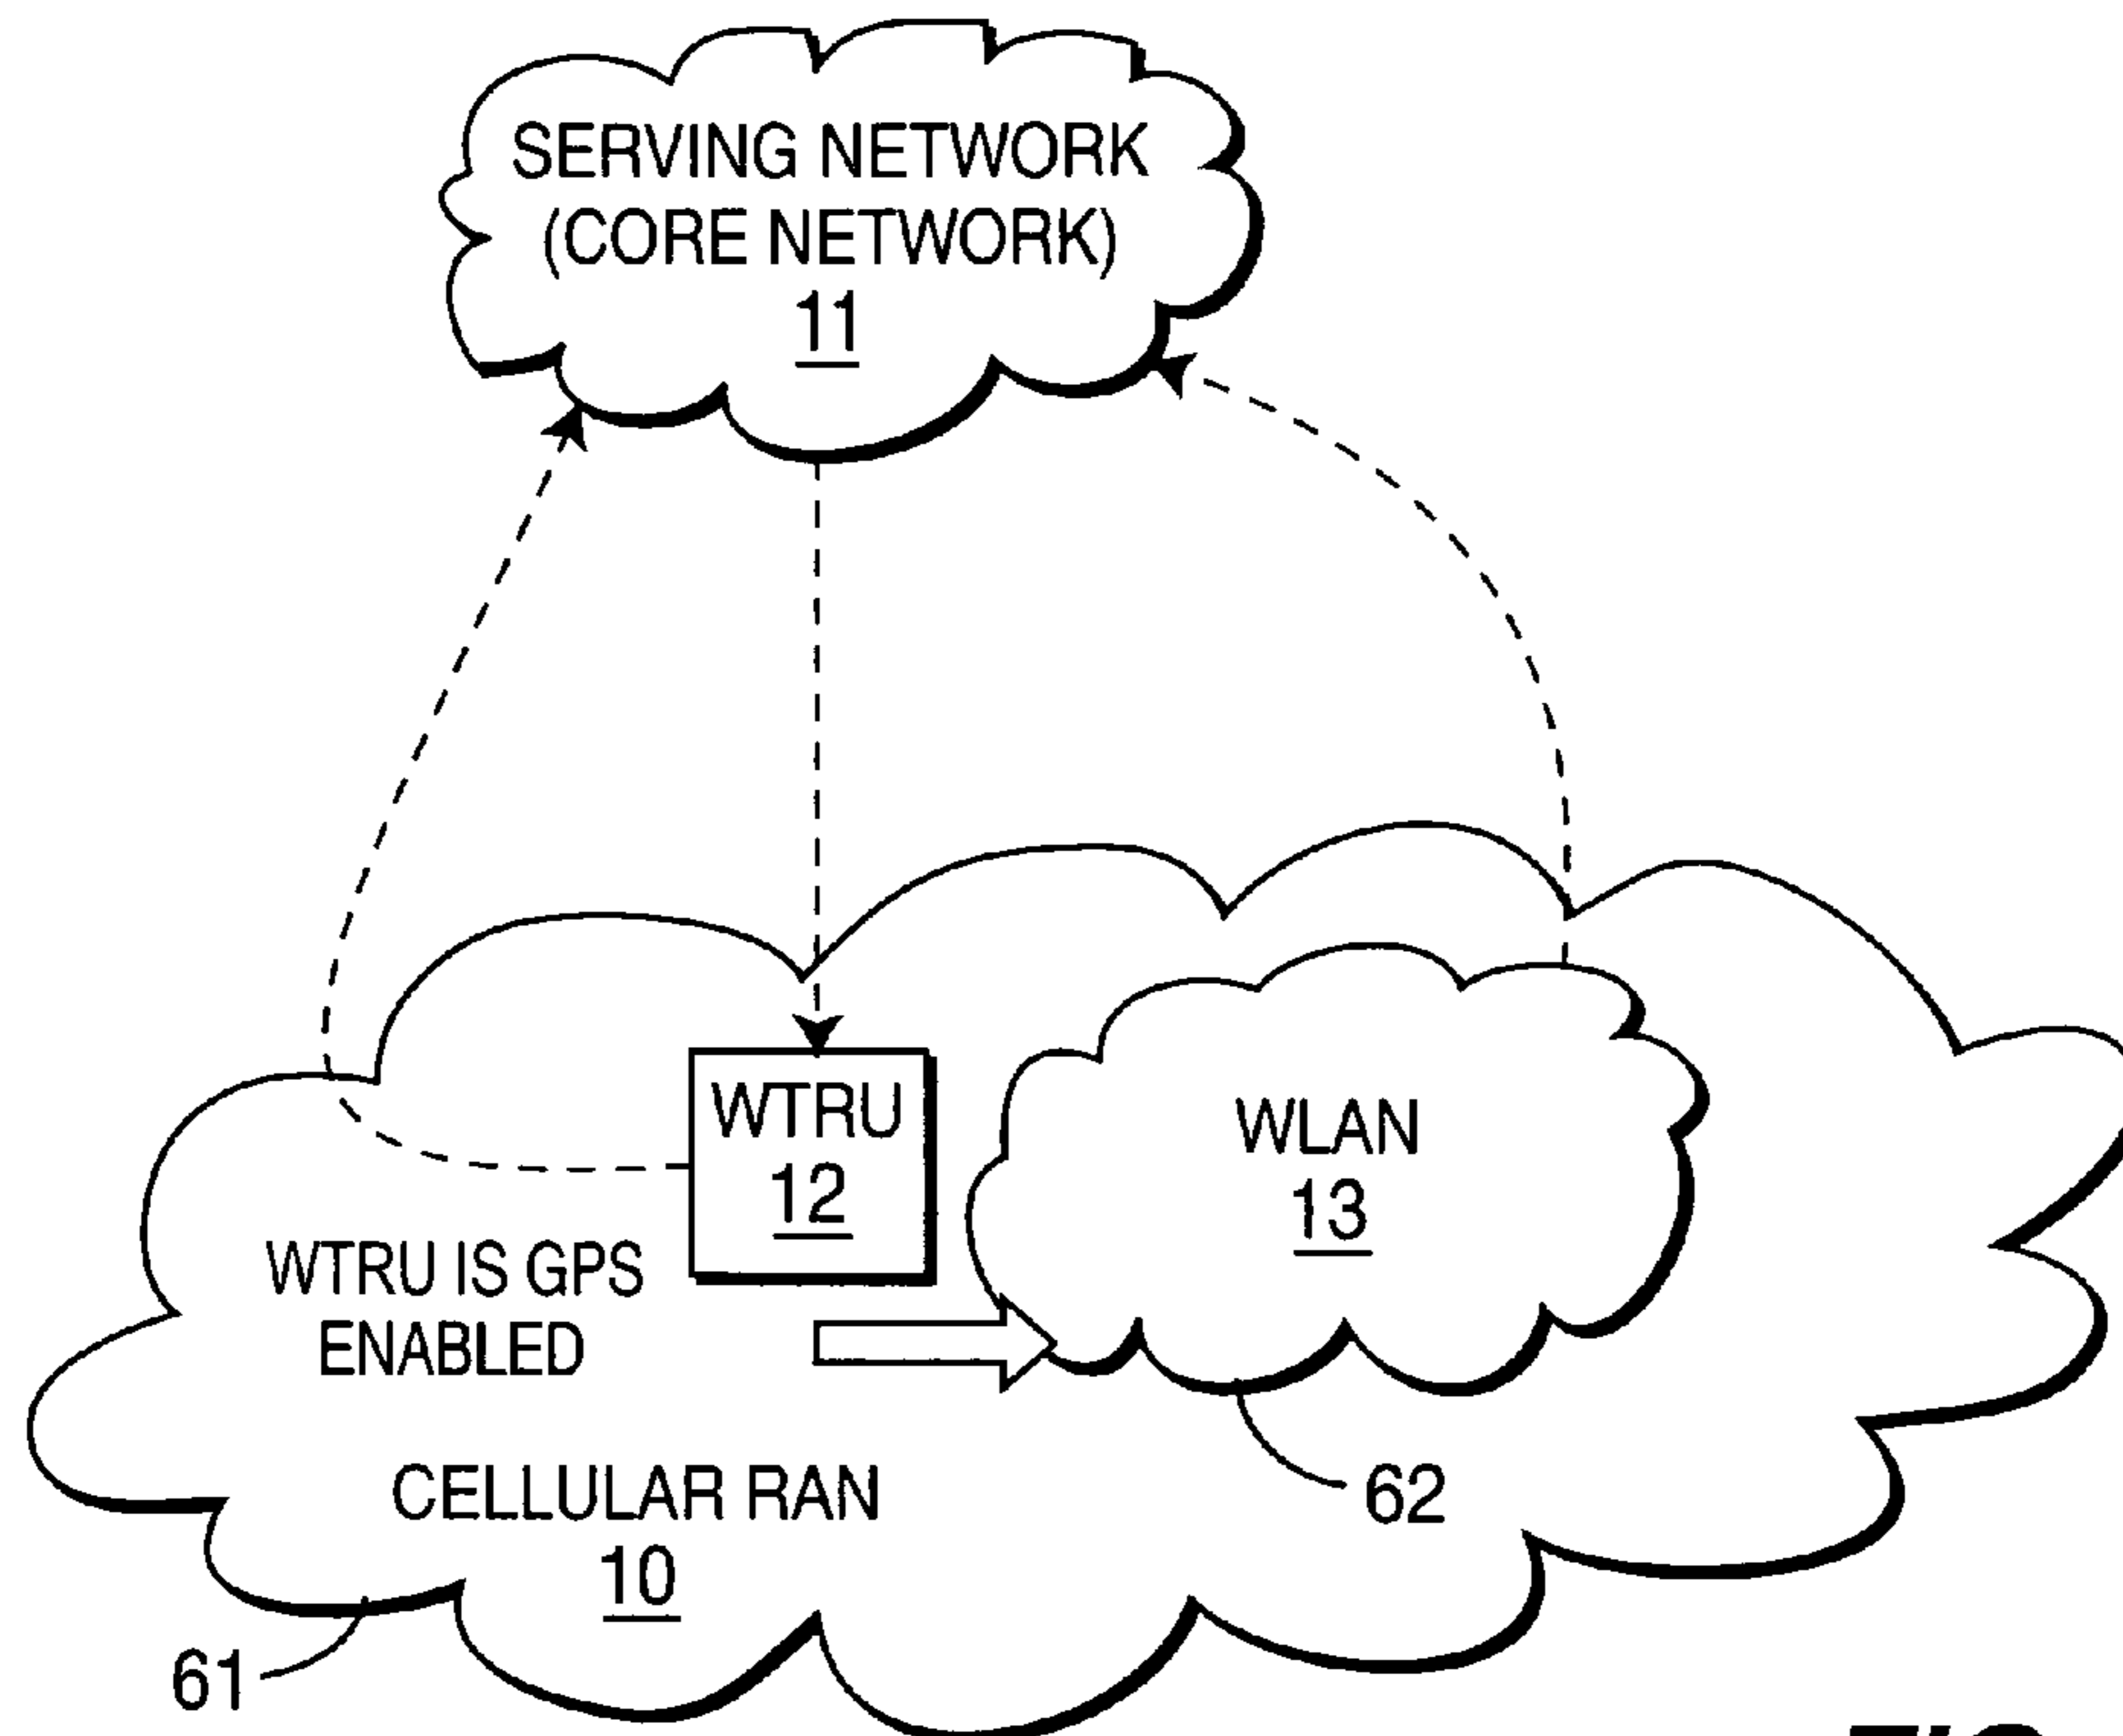 SERVING NETWORK
(CORE NETWORK)
11
WTRU
12
WLAN
13
WTRU IS GPS
ENABLED
62
CELLULAR RAN
10
61